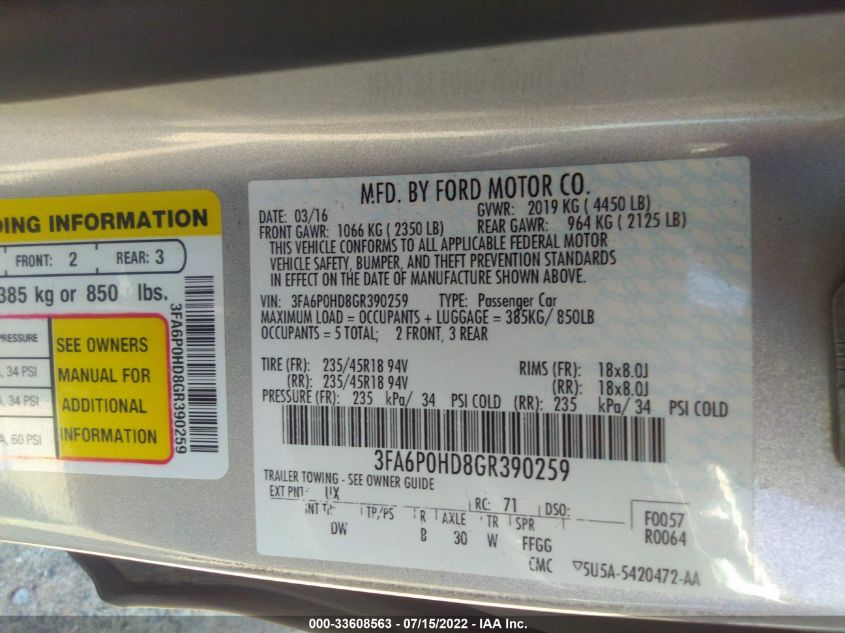 DING INFORMATION
FRONT: 2 REAR: 3
385 kg or 850 lbs.
PRESSURE
34 PSI
34 PSI
60 PSI
SEE OWNERS
MANUAL FOR
ADDITIONAL
INFORMATION
3FA6P0HD8GR390259
MFD. BY FORD MOTOR CO.
DATE: 03/16 GVWR: 2019 KG ( 4450 LB)
FRONT GAWR: 1066 KG ( 2350 LB) REAR GAWR: 964 KG ( 2125 LB)
THIS VEHICLE CONFORMS TO ALL APPLICABLE FEDERAL MOTOR
VEHICLE SAFETY, BUMPER, AND THEFT PREVENTION STANDARDS
IN EFFECT ON THE DATE OF MANUFACTURE SHOWN ABOVE.
VIN: 3FA6P0HD8GR390259 TYPE: Passenger Car
MAXIMUM LOAD = OCCUPANTS + LUGGAGE = 385KG/ 850LB
OCCUPANTS = 5 TOTAL; 2 FRONT, 3 REAR
TIRE (FR): 235/45R18 94V RIMS (FR): 18x8.0J
(RR): 235/45R18 94V (RR): 18x8.0J
PRESSURE (FR): 235 kPa/ 34 PSI COLD (RR): 235 kPa/ 34 PSI COLD
3FA6P0HD8GR390259
TRAILER TOWING - SEE OWNER GUIDE
EXT PNT: UX RC: 71 DSO: F0057
INT TR TP/PS R AXLE TR SPR R0064
DW B 30 W FFGG
CMC 5U5A-5420472-AA
000-33608563 - 07/15/2022 - IAA Inc.